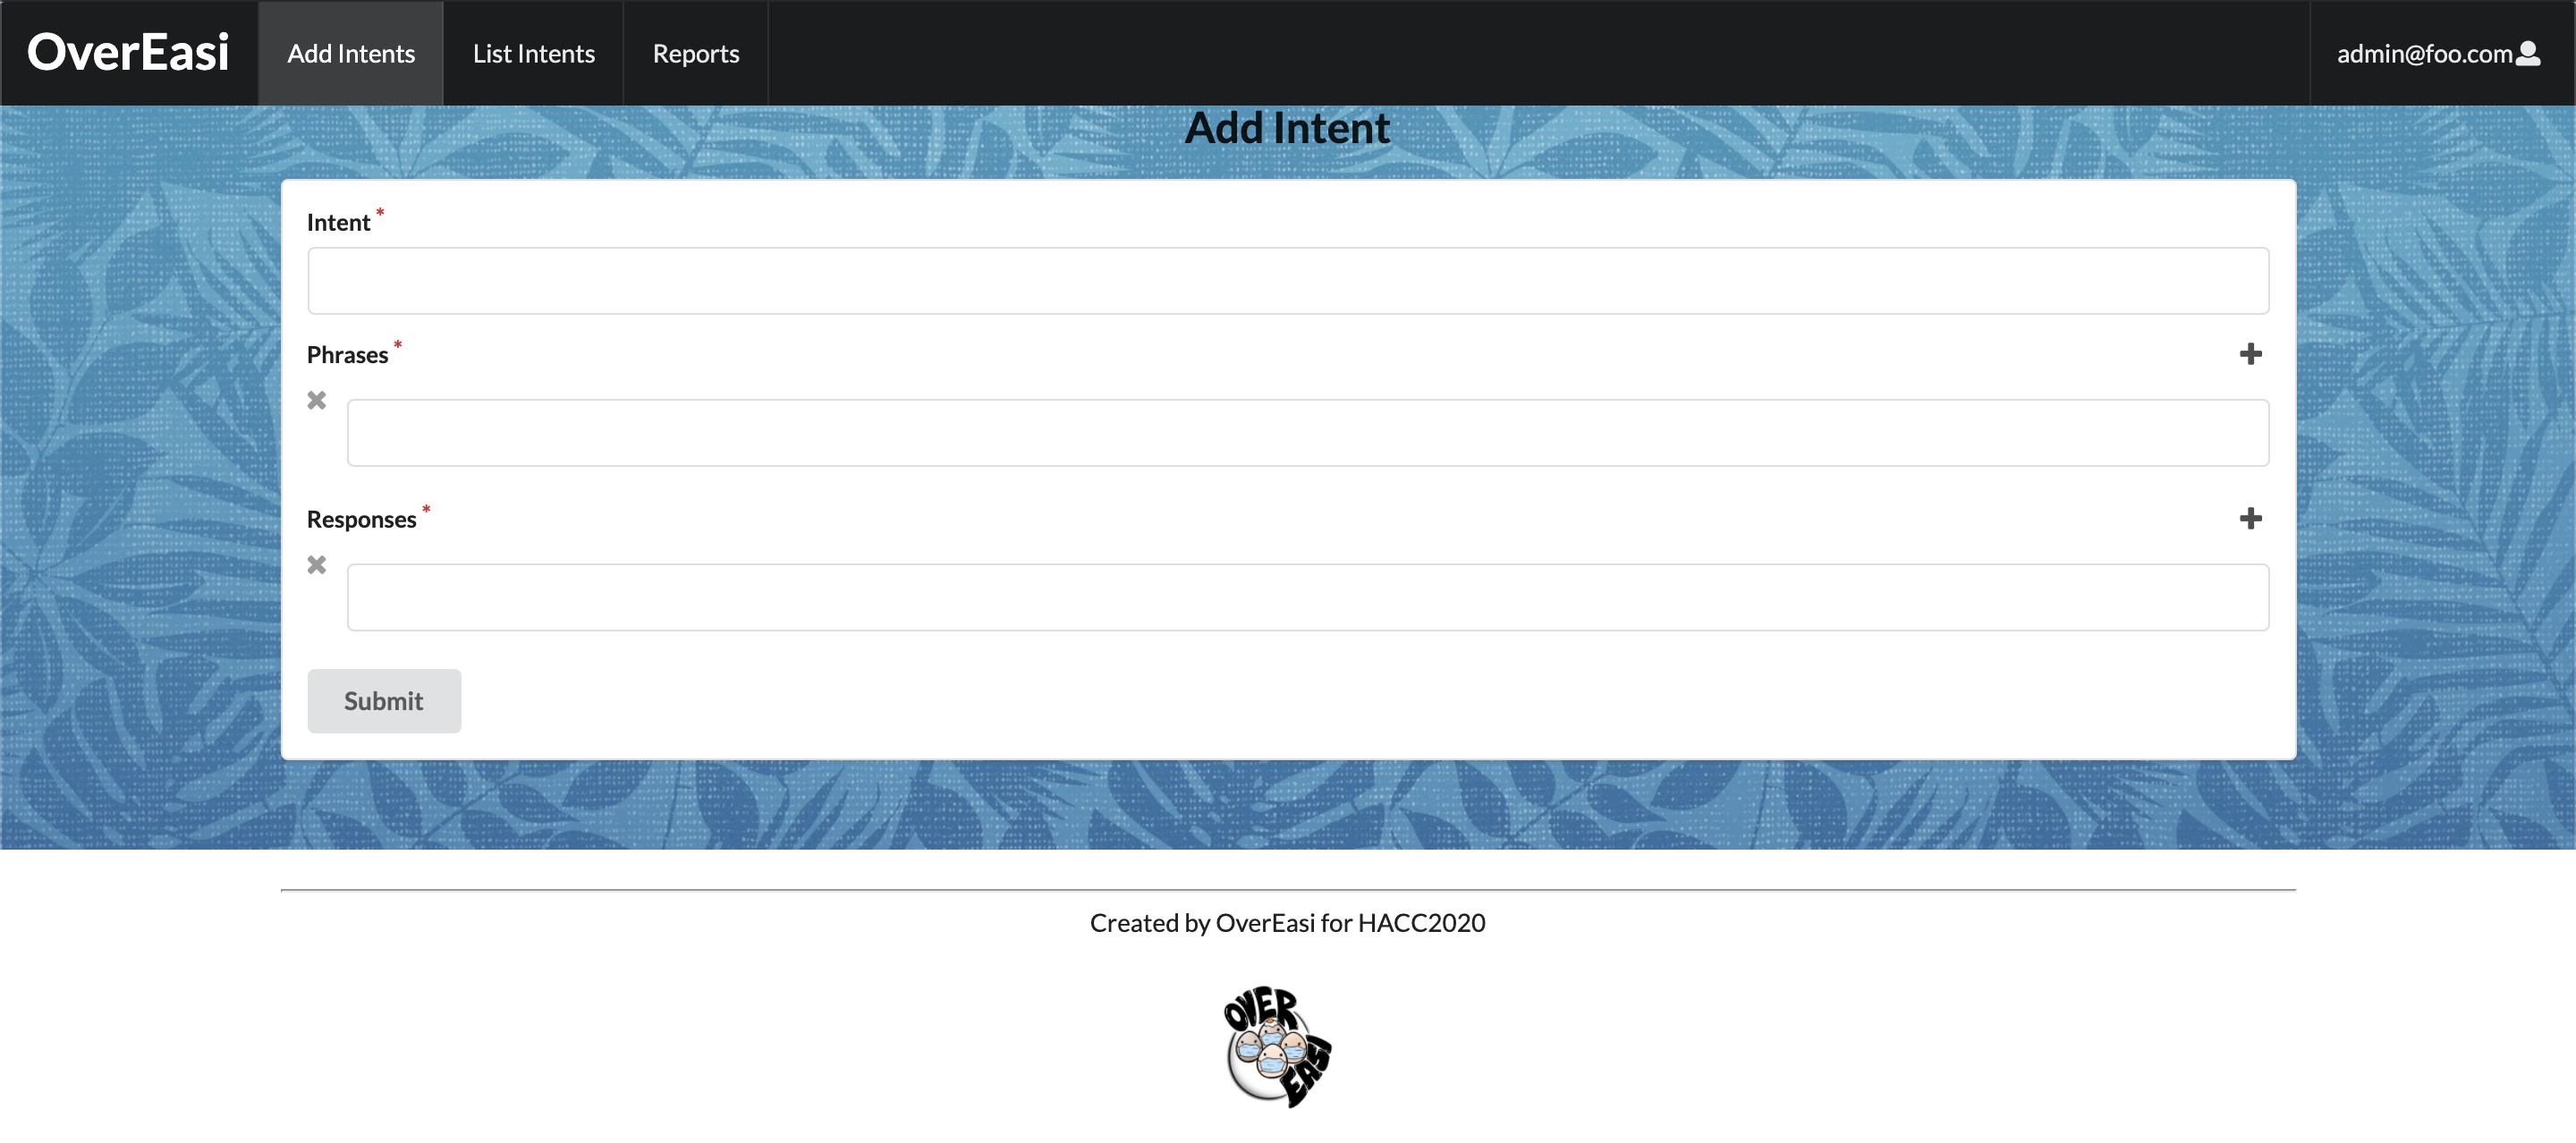 OverEasi
Add Intents
List Intents
Reports
admin@foo.com
Add Intent
Intent *
Phrases *
Responses *
Submit
Created by OverEasi for HACC2020
OVER
EASI